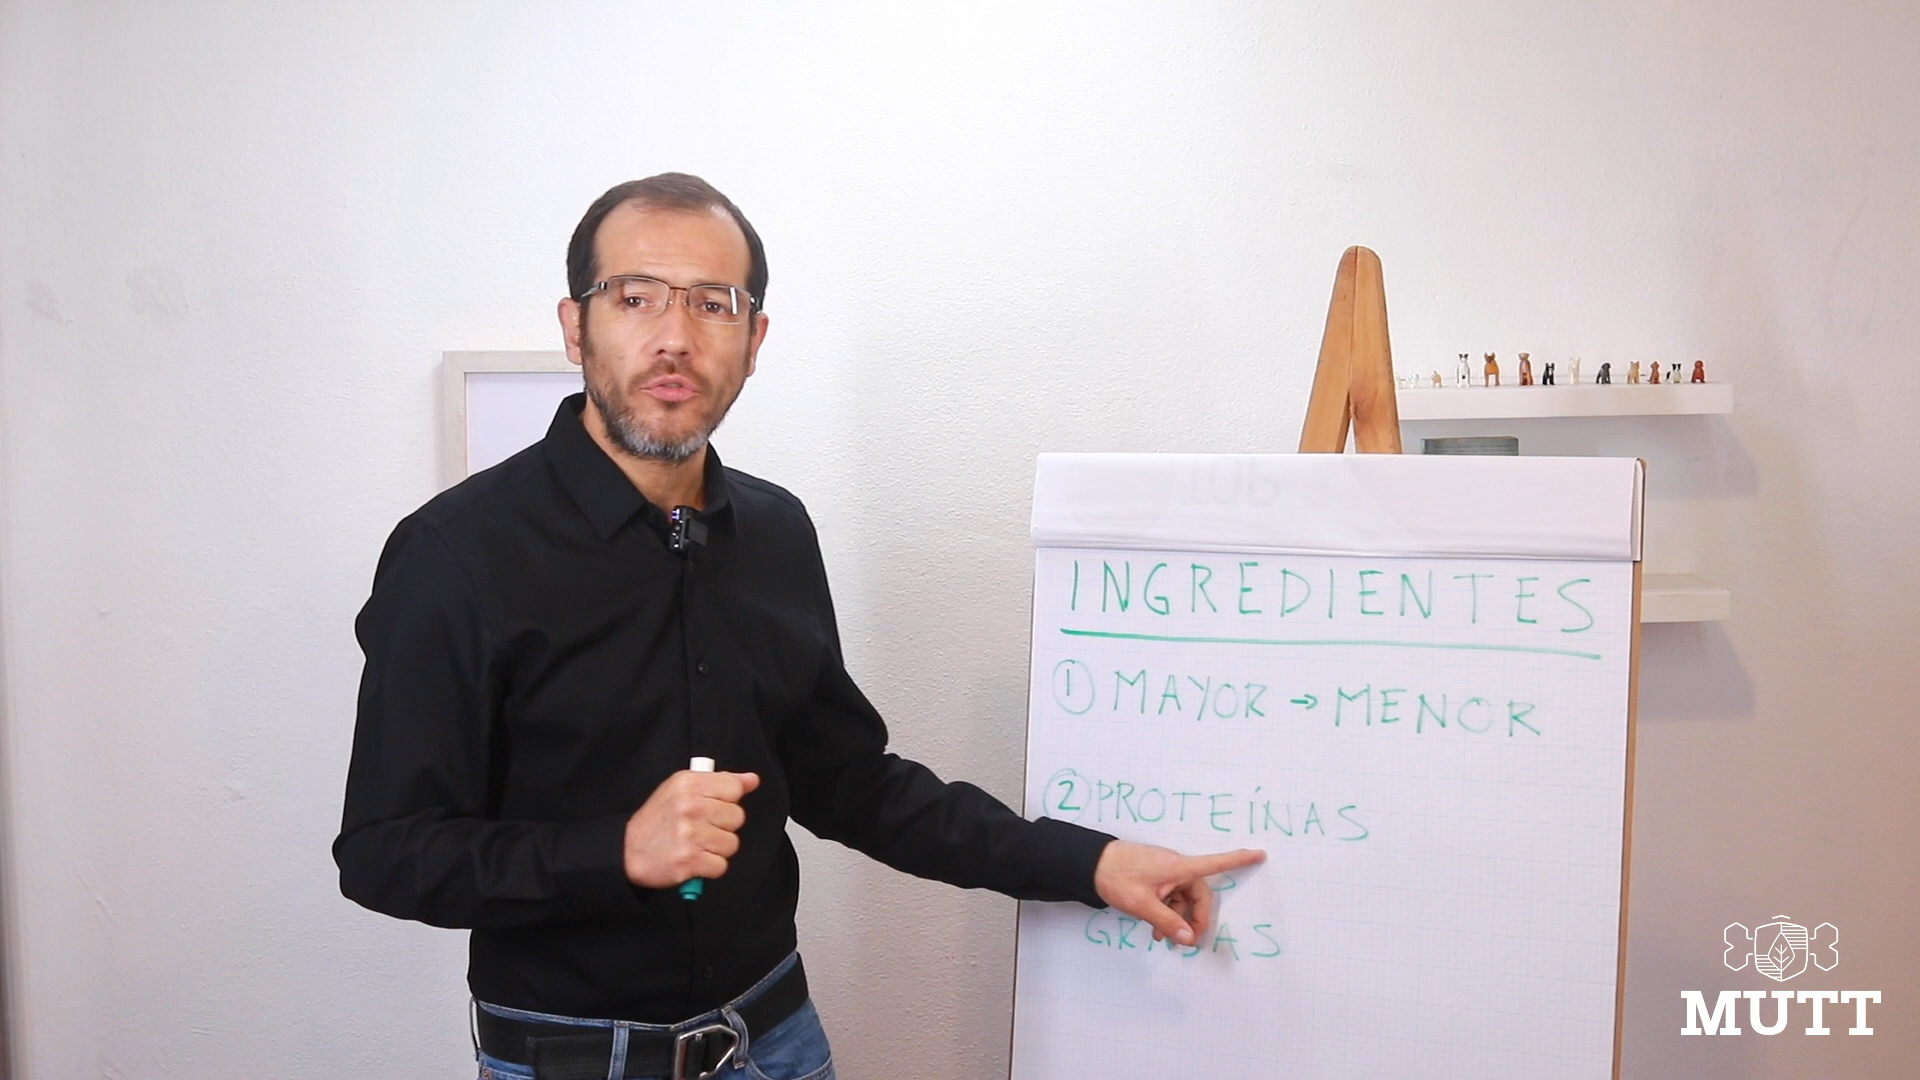 INGREDIENTES
1 MAYOR → MENOR
2 PROTEÍNAS
GRASAS
MUTT